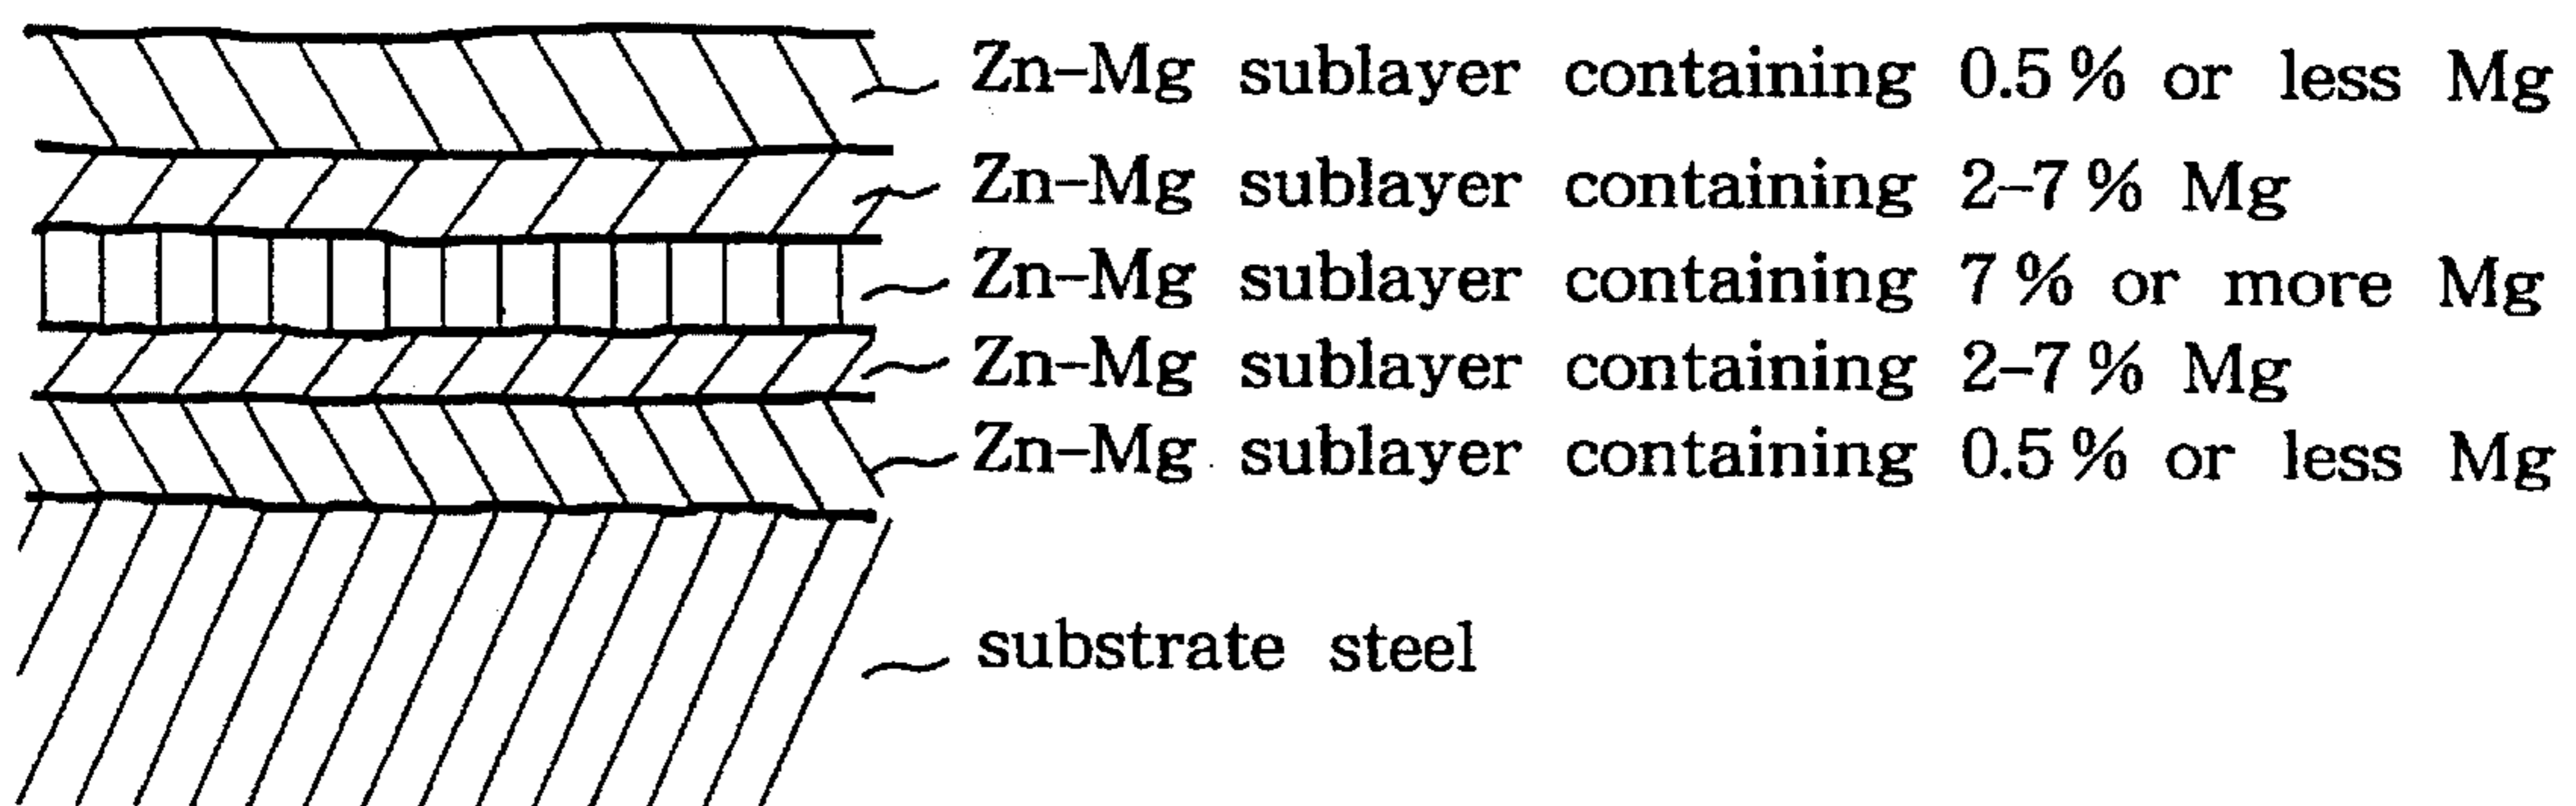 Zn-Mg sublayer containing 0.5% or less Mg
Zn-Mg sublayer containing 2-7% Mg
Zn-Mg sublayer containing 7% or more Mg
Zn-Mg sublayer containing 2-7% Mg
Zn-Mg sublayer containing 0.5% or less Mg
substrate steel